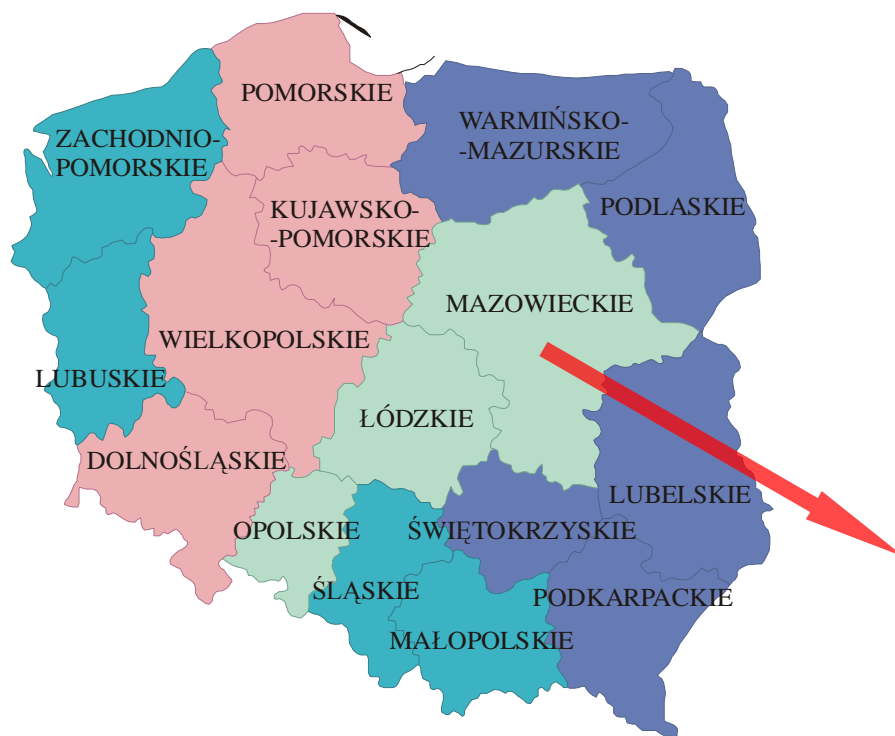 POMORSKIE
ZACHODNIO-
POMORSKIE
WARMIŃSKO-
-MAZURSKIE
PODLASKIE
KUJAWSKO-
-POMORSKIE
MAZOWIECKIE
WIELKOPOLSKIE
LUBUSKIE
ŁÓDZKIE
DOLNOŚLĄSKIE
LUBELSKIE
OPOLSKIE
ŚWIĘTOKRZYSKIE
ŚLĄSKIE
PODKARPACKIE
MAŁOPOLSKIE